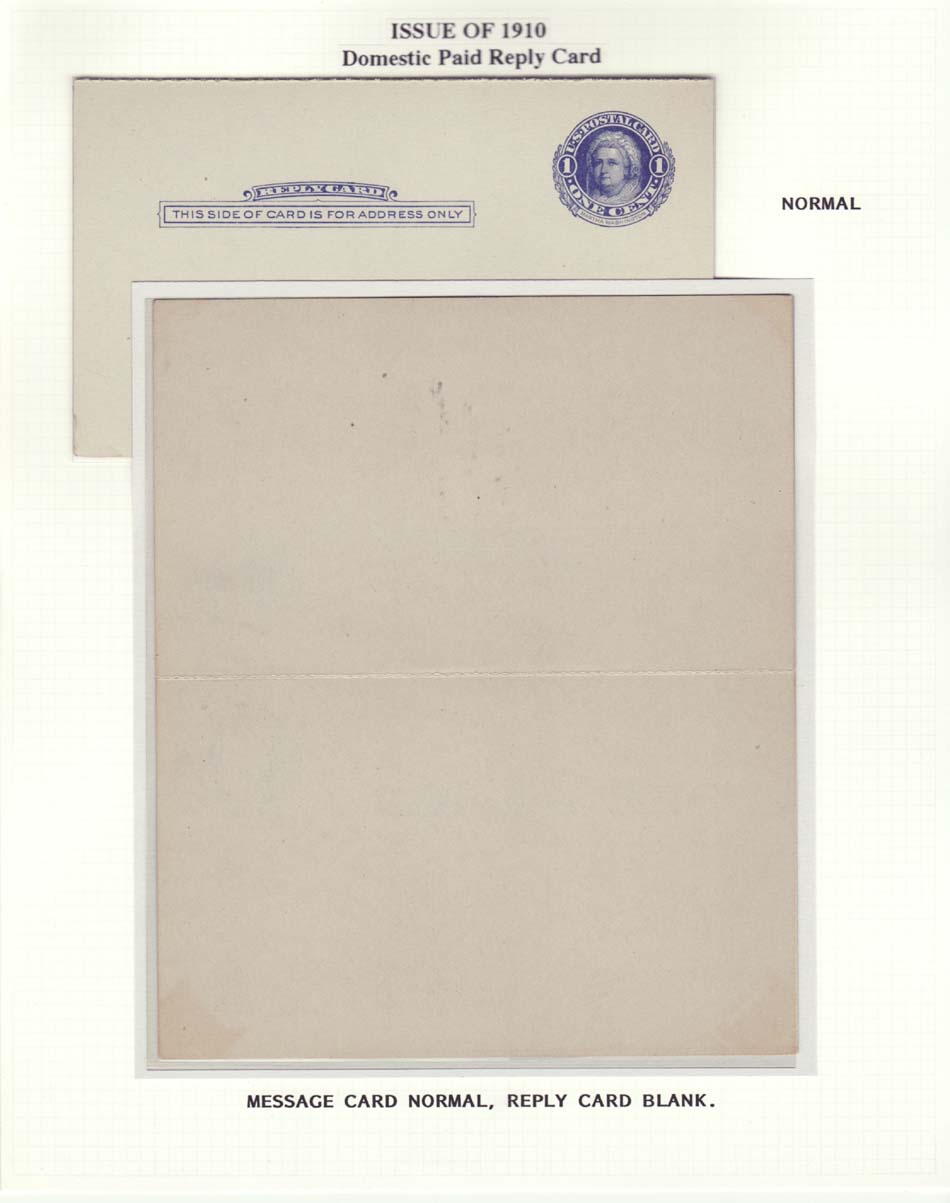 ISSUE OF 1910
Domestic Paid Reply Card
U.S. POSTAL CARD
1 1
ONE CENT
MARTHA WASHINGTON
REPLY CARD
THIS SIDE OF CARD IS FOR ADDRESS ONLY
NORMAL
MESSAGE CARD NORMAL, REPLY CARD BLANK.